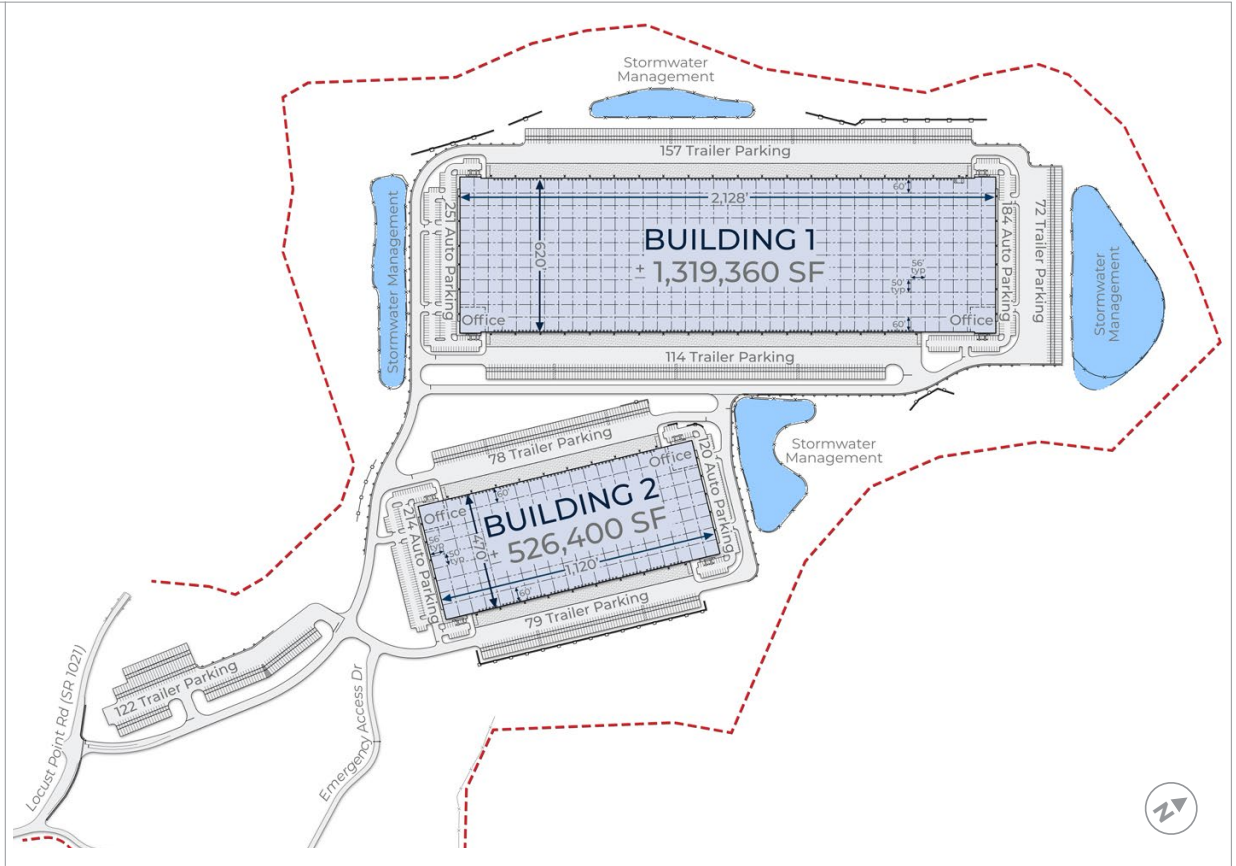 Stormwater
Management
157 Trailer Parking
60'
2,128'
251 Auto Parking
Stormwater Management
620'
BUILDING 1
± 1,319,360 SF
56'
typ
50'
typ
184 Auto Parking
72 Trailer Parking
Stormwater
Management
Office
60'
Office
114 Trailer Parking
78 Trailer Parking
Office
120 Auto Parking
Stormwater
Management
60'
Office
BUILDING 2
± 526,400 SF
214 Auto Parking
56'
typ
50'
typ
470'
1,120'
60'
79 Trailer Parking
122 Trailer Parking
Locust Point Rd (SR 1021)
Emergency Access Dr
N